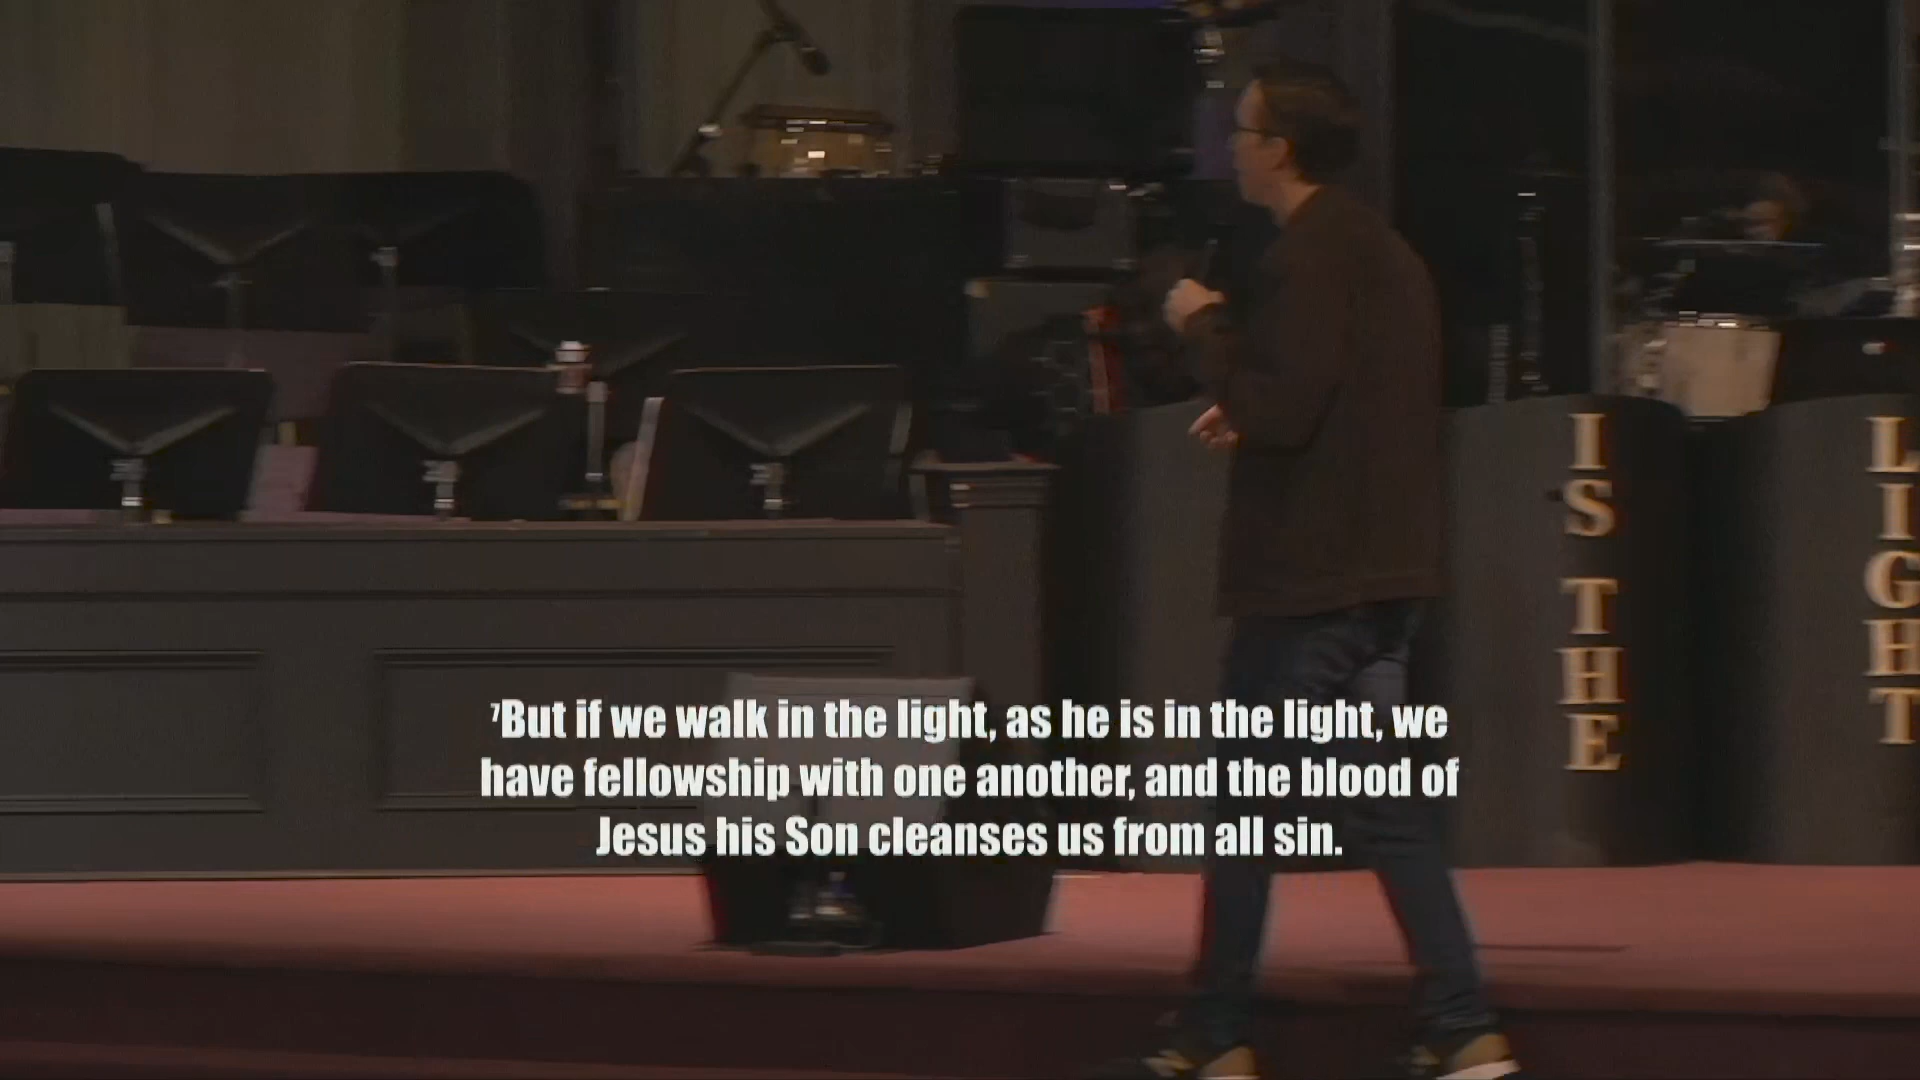 IS THE
LIGHT
⁷But if we walk in the light, as he is in the light, we
have fellowship with one another, and the blood of
Jesus his Son cleanses us from all sin.